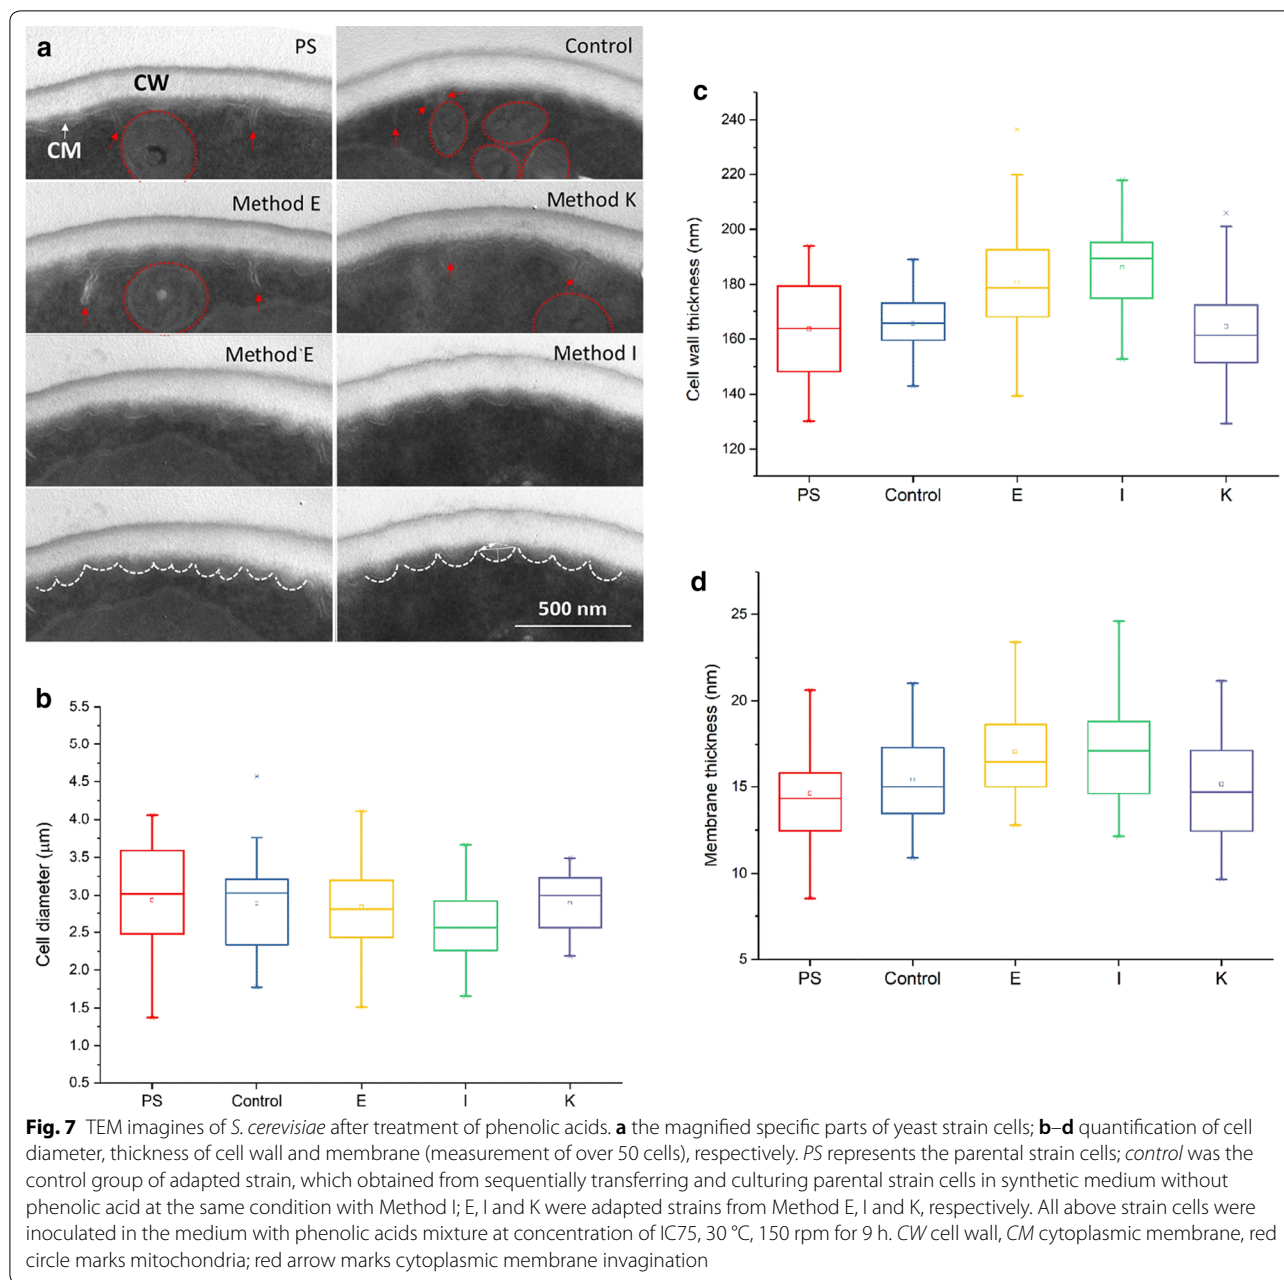 a
PS
CW
CM
Control
Method E
Method K
Method E
Method I
500 nm
b
Cell diameter (µm)
5.5
5.0
4.5
4.0
3.5
3.0
2.5
2.0
1.5
1.0
0.5
PS Control E I K
c
Cell wall thickness (nm)
240
220
200
180
160
140
120
PS Control E I K
d
Membrane thickness (nm)
25
20
15
10
5
PS Control E I K
Fig. 7 TEM imagines of S. cerevisiae after treatment of phenolic acids. a the magnified specific parts of yeast strain cells; b–d quantification of cell
diameter, thickness of cell wall and membrane (measurement of over 50 cells), respectively. PS represents the parental strain cells; control was the
control group of adapted strain, which obtained from sequentially transferring and culturing parental strain cells in synthetic medium without
phenolic acid at the same condition with Method I; E, I and K were adapted strains from Method E, I and K, respectively. All above strain cells were
inoculated in the medium with phenolic acids mixture at concentration of IC75, 30 °C, 150 rpm for 9 h. CW cell wall, CM cytoplasmic membrane, red
circle marks mitochondria; red arrow marks cytoplasmic membrane invagination